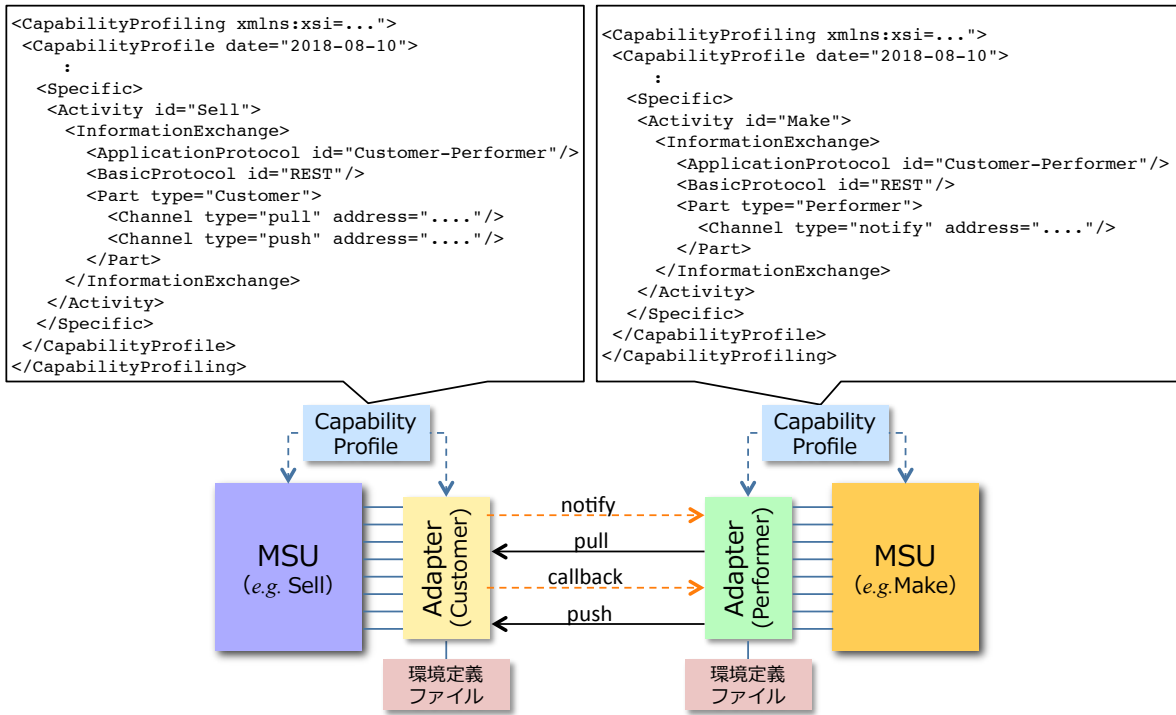 <CapabilityProfiling xmlns:xsi=...">
<CapabilityProfile date="2018-08-10">
:
<Specific>
<Activity id="Sell">
<InformationExchange>
<ApplicationProtocol id="Customer-Performer"/>
<BasicProtocol id="REST"/>
<Part type="Customer">
<Channel type="pull" address="...."/>
<Channel type="push" address="...."/>
</Part>
</InformationExchange>
</Activity>
</Specific>
</CapabilityProfile>
</CapabilityProfiling>
<CapabilityProfiling xmlns:xsi=...">
<CapabilityProfile date="2018-08-10">
:
<Specific>
<Activity id="Make">
<InformationExchange>
<ApplicationProtocol id="Customer-Performer"/>
<BasicProtocol id="REST"/>
<Part type="Performer">
<Channel type="notify" address="...."/>
</Part>
</InformationExchange>
</Activity>
</Specific>
</CapabilityProfile>
</CapabilityProfiling>
Capability
Profile
Capability
Profile
MSU
(e.g. Sell)
Adapter
(Customer)
notify
pull
callback
push
Adapter
(Performer)
MSU
(e.g.Make)
環境定義
ファイル
環境定義
ファイル